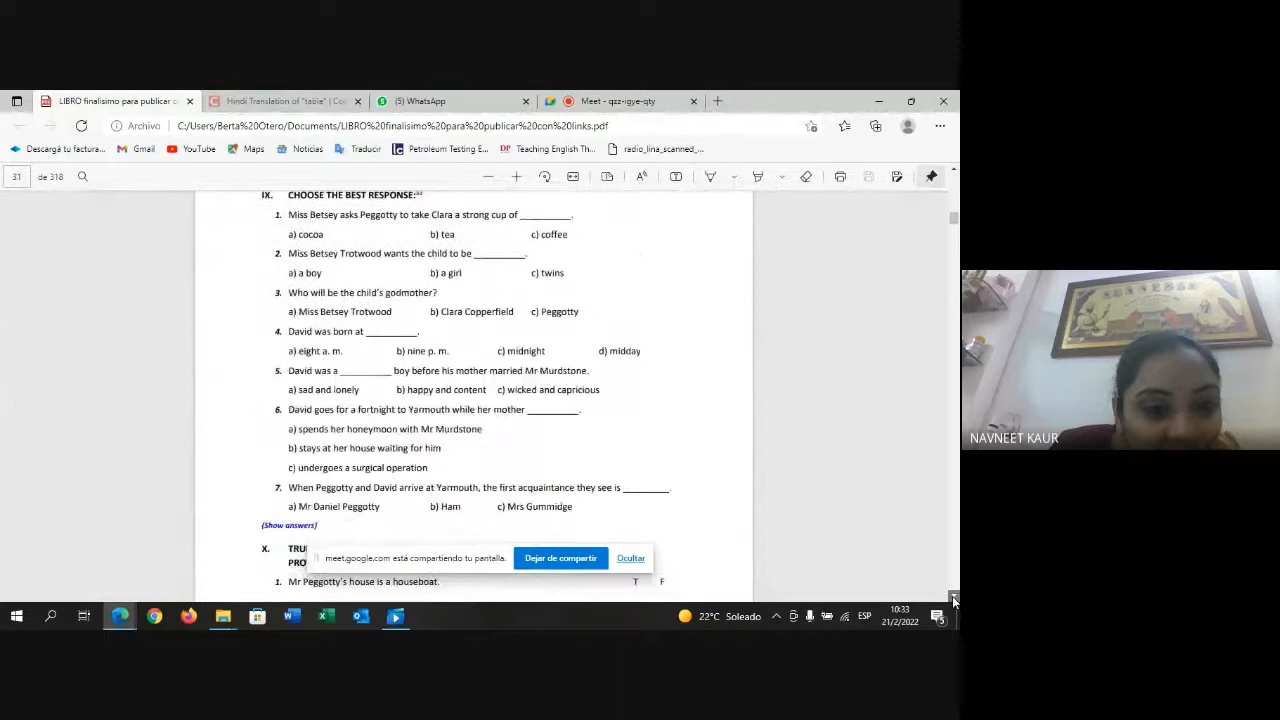 LIBRO finalisimo para publicar c
Hindi Translation of "table" | Co
(5) WhatsApp
Meet - qzz-igye-qty
Archivo
C:/Users/Berta%20Otero/Documents/LIBRO%20finalisimo%20para%20publicar%20con%20links.pdf
Descargá tu factura...
Gmail
YouTube
Maps
Noticias
Traducir
Petroleum Testing E...
Teaching English Th...
radio_lina_scanned_...
31 de 318
IX. CHOOSE THE BEST RESPONSE:
1. Miss Betsey asks Peggotty to take Clara a strong cup of __________.
a) cocoa b) tea c) coffee
2. Miss Betsey Trotwood wants the child to be __________.
a) a boy b) a girl c) twins
3. Who will be the child's godmother?
a) Miss Betsey Trotwood b) Clara Copperfield c) Peggotty
4. David was born at __________.
a) eight a. m. b) nine p. m. c) midnight d) midday
5. David was a __________ boy before his mother married Mr Murdstone.
a) sad and lonely b) happy and content c) wicked and capricious
6. David goes for a fortnight to Yarmouth while her mother __________.
a) spends her honeymoon with Mr Murdstone
b) stays at her house waiting for him
c) undergoes a surgical operation
7. When Peggotty and David arrive at Yarmouth, the first acquaintance they see is _________.
a) Mr Daniel Peggotty b) Ham c) Mrs Gummidge
(Show answers)
X. TRU
PRO
meet.google.com está compartiendo tu pantalla.
Dejar de compartir
Ocultar
1. Mr Peggotty's house is a houseboat. T F
22°C Soleado
ESP
10:33
21/2/2022
5
NAVNEET KAUR